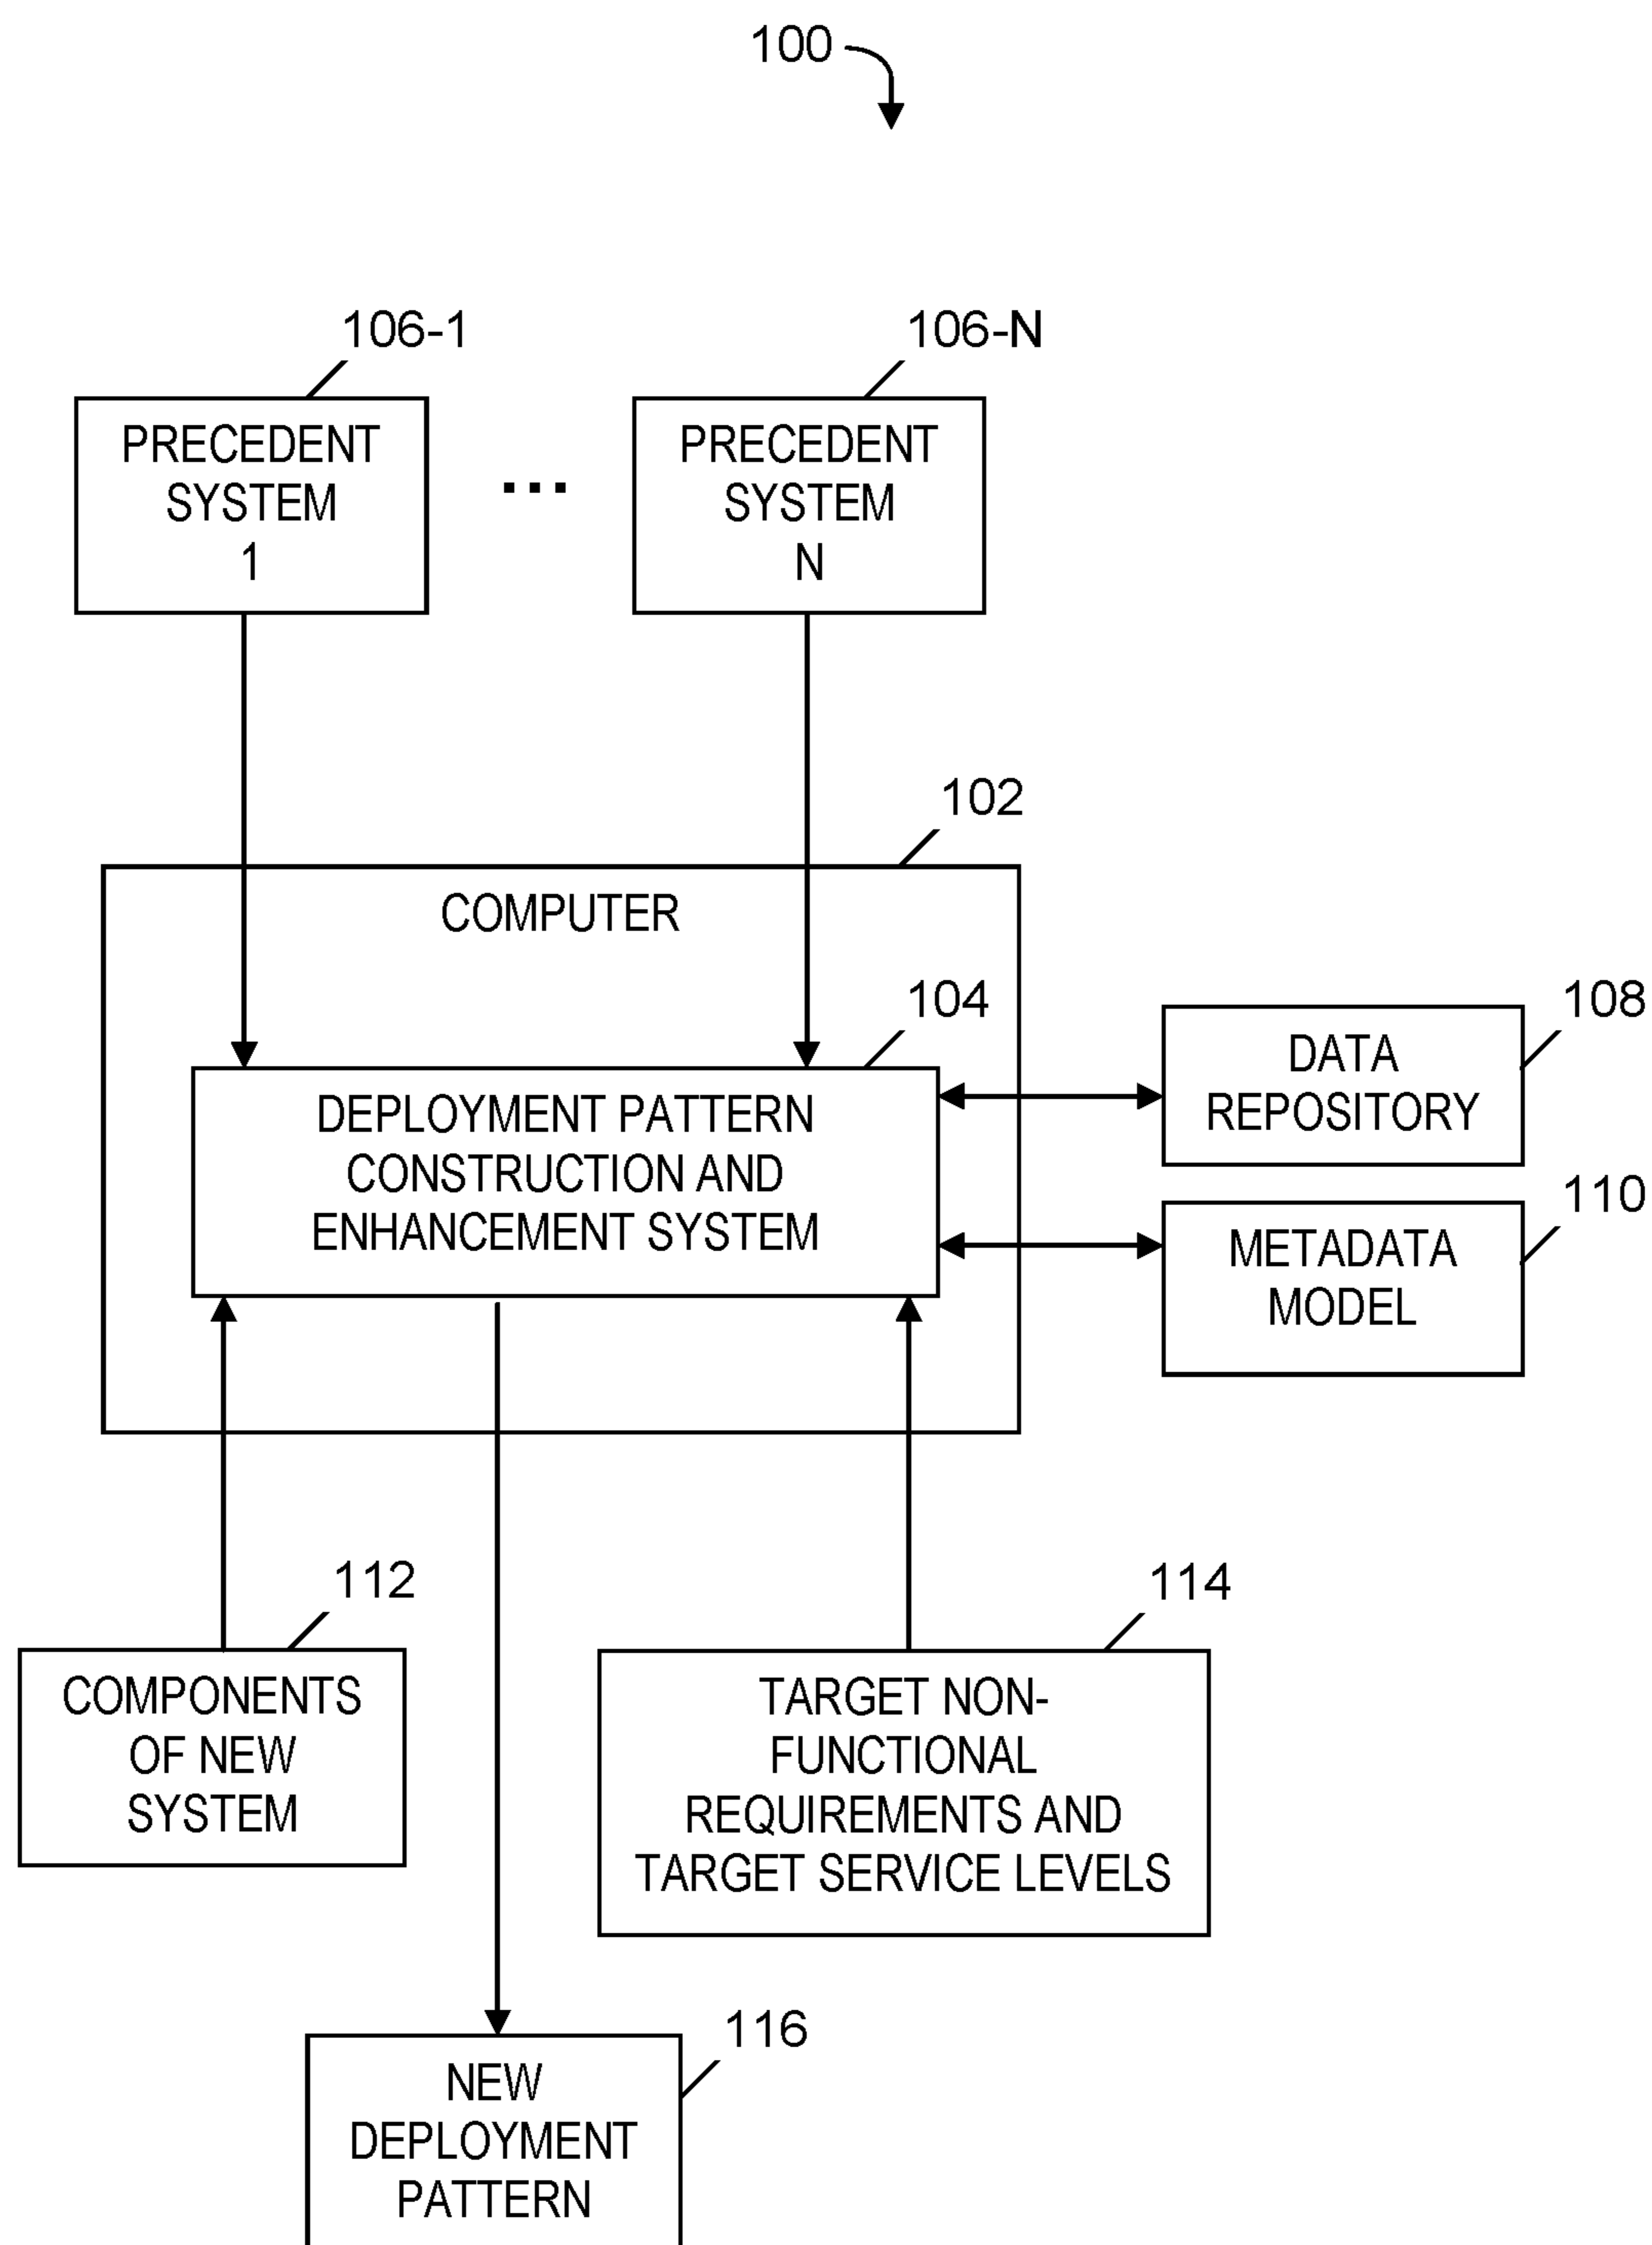 100
106-1
106-N
PRECEDENT
SYSTEM
1
...
PRECEDENT
SYSTEM
N
102
COMPUTER
104
108
DEPLOYMENT PATTERN
CONSTRUCTION AND
ENHANCEMENT SYSTEM
DATA
REPOSITORY
110
METADATA
MODEL
112
114
COMPONENTS
OF NEW
SYSTEM
TARGET NON-
FUNCTIONAL
REQUIREMENTS AND
TARGET SERVICE LEVELS
116
NEW
DEPLOYMENT
PATTERN